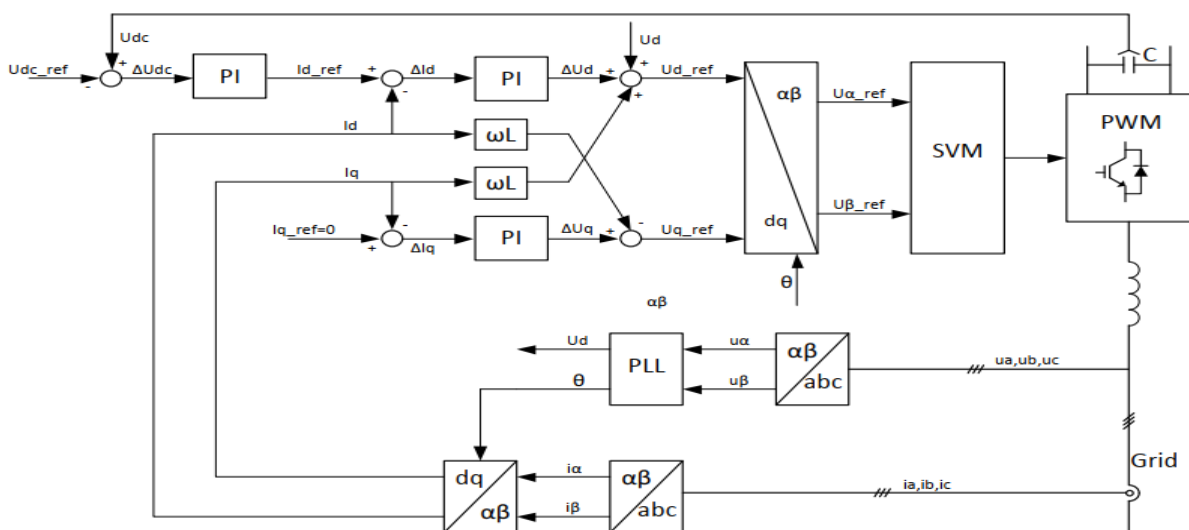 Udc
Ud
C
Udc_ref
+
-
ΔUdc
PI
Id_ref
+
-
ΔId
PI
ΔUd
+
+
+
Ud_ref
αβ
dq
Uα_ref
Uβ_ref
SVM
PWM
Id
ωL
Iq
ωL
Iq_ref=0
-
+
ΔIq
PI
ΔUq
+
-
Uq_ref
θ
αβ
Ud
θ
PLL
uα
uβ
αβ
abc
ua,ub,uc
Grid
dq
αβ
iα
iβ
αβ
abc
ia,ib,ic